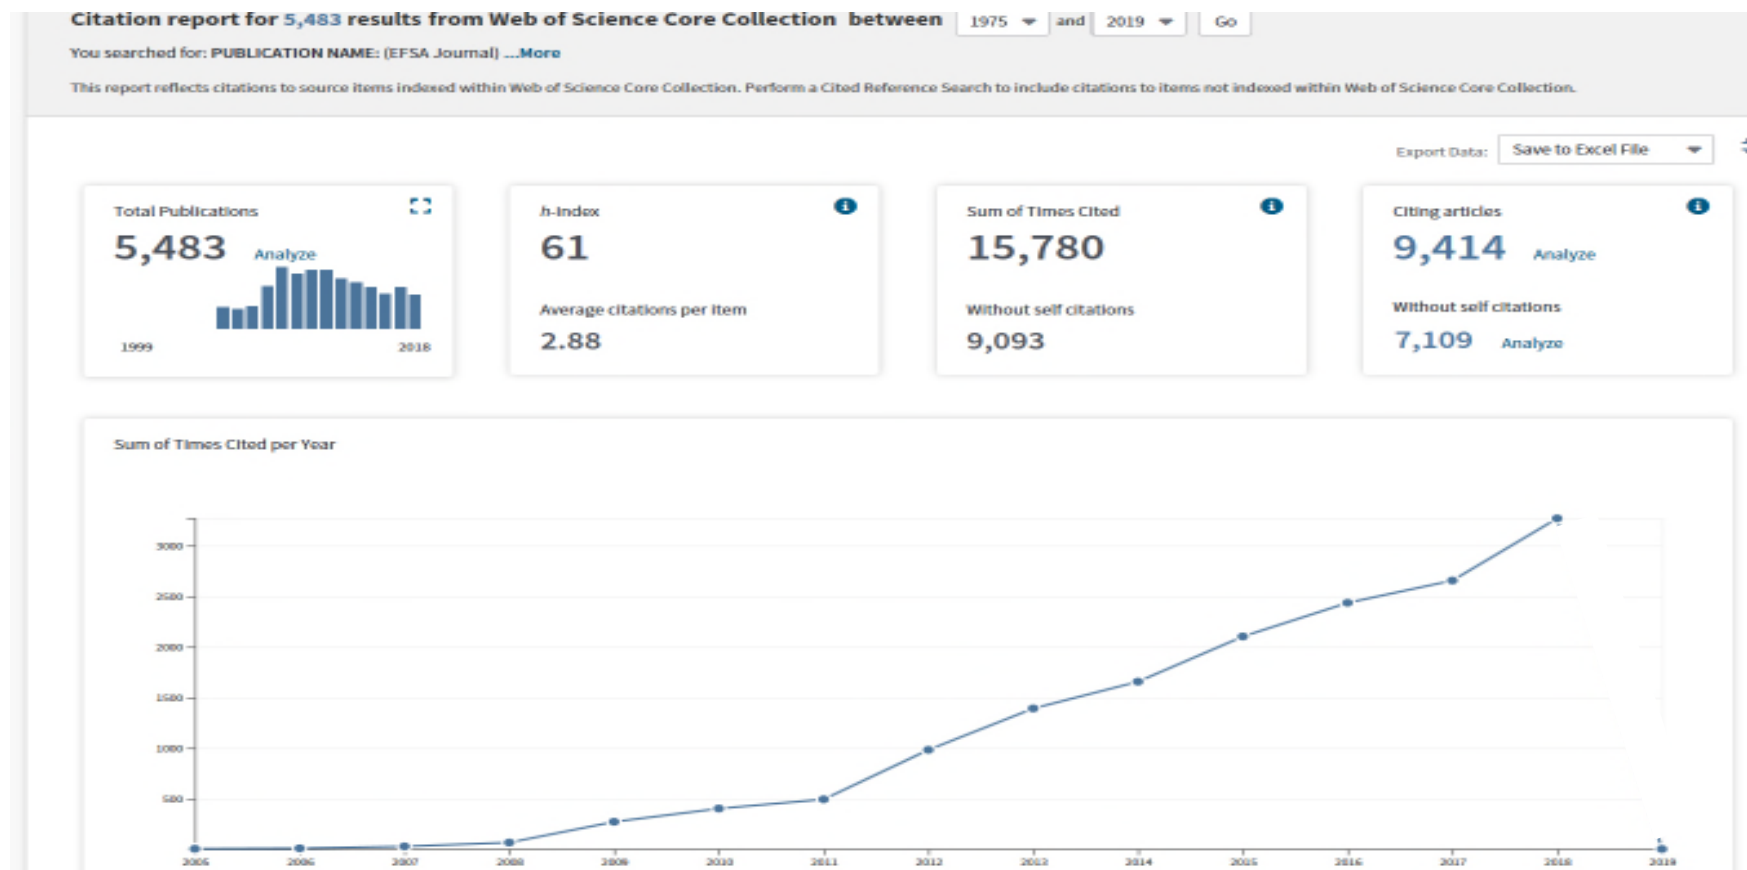 Citation report for 5,483 results from Web of Science Core Collection between 1975 and 2019 Go
You searched for: PUBLICATION NAME: (EFSA Journal) ...More
This report reflects citations to source items indexed within Web of Science Core Collection. Perform a Cited Reference Search to include citations to items not indexed within Web of Science Core Collection.
Export Data: Save to Excel File
Total Publications
5,483 Analyze
1999 2018
h-index
61
Average citations per item
2.88
Sum of Times Cited
15,780
Without self citations
9,093
Citing articles
9,414 Analyze
Without self citations
7,109 Analyze
Sum of Times Cited per Year
3000
2500
2000
1500
1000
500
2005 2006 2007 2008 2009 2010 2011 2012 2013 2014 2015 2016 2017 2018 2019